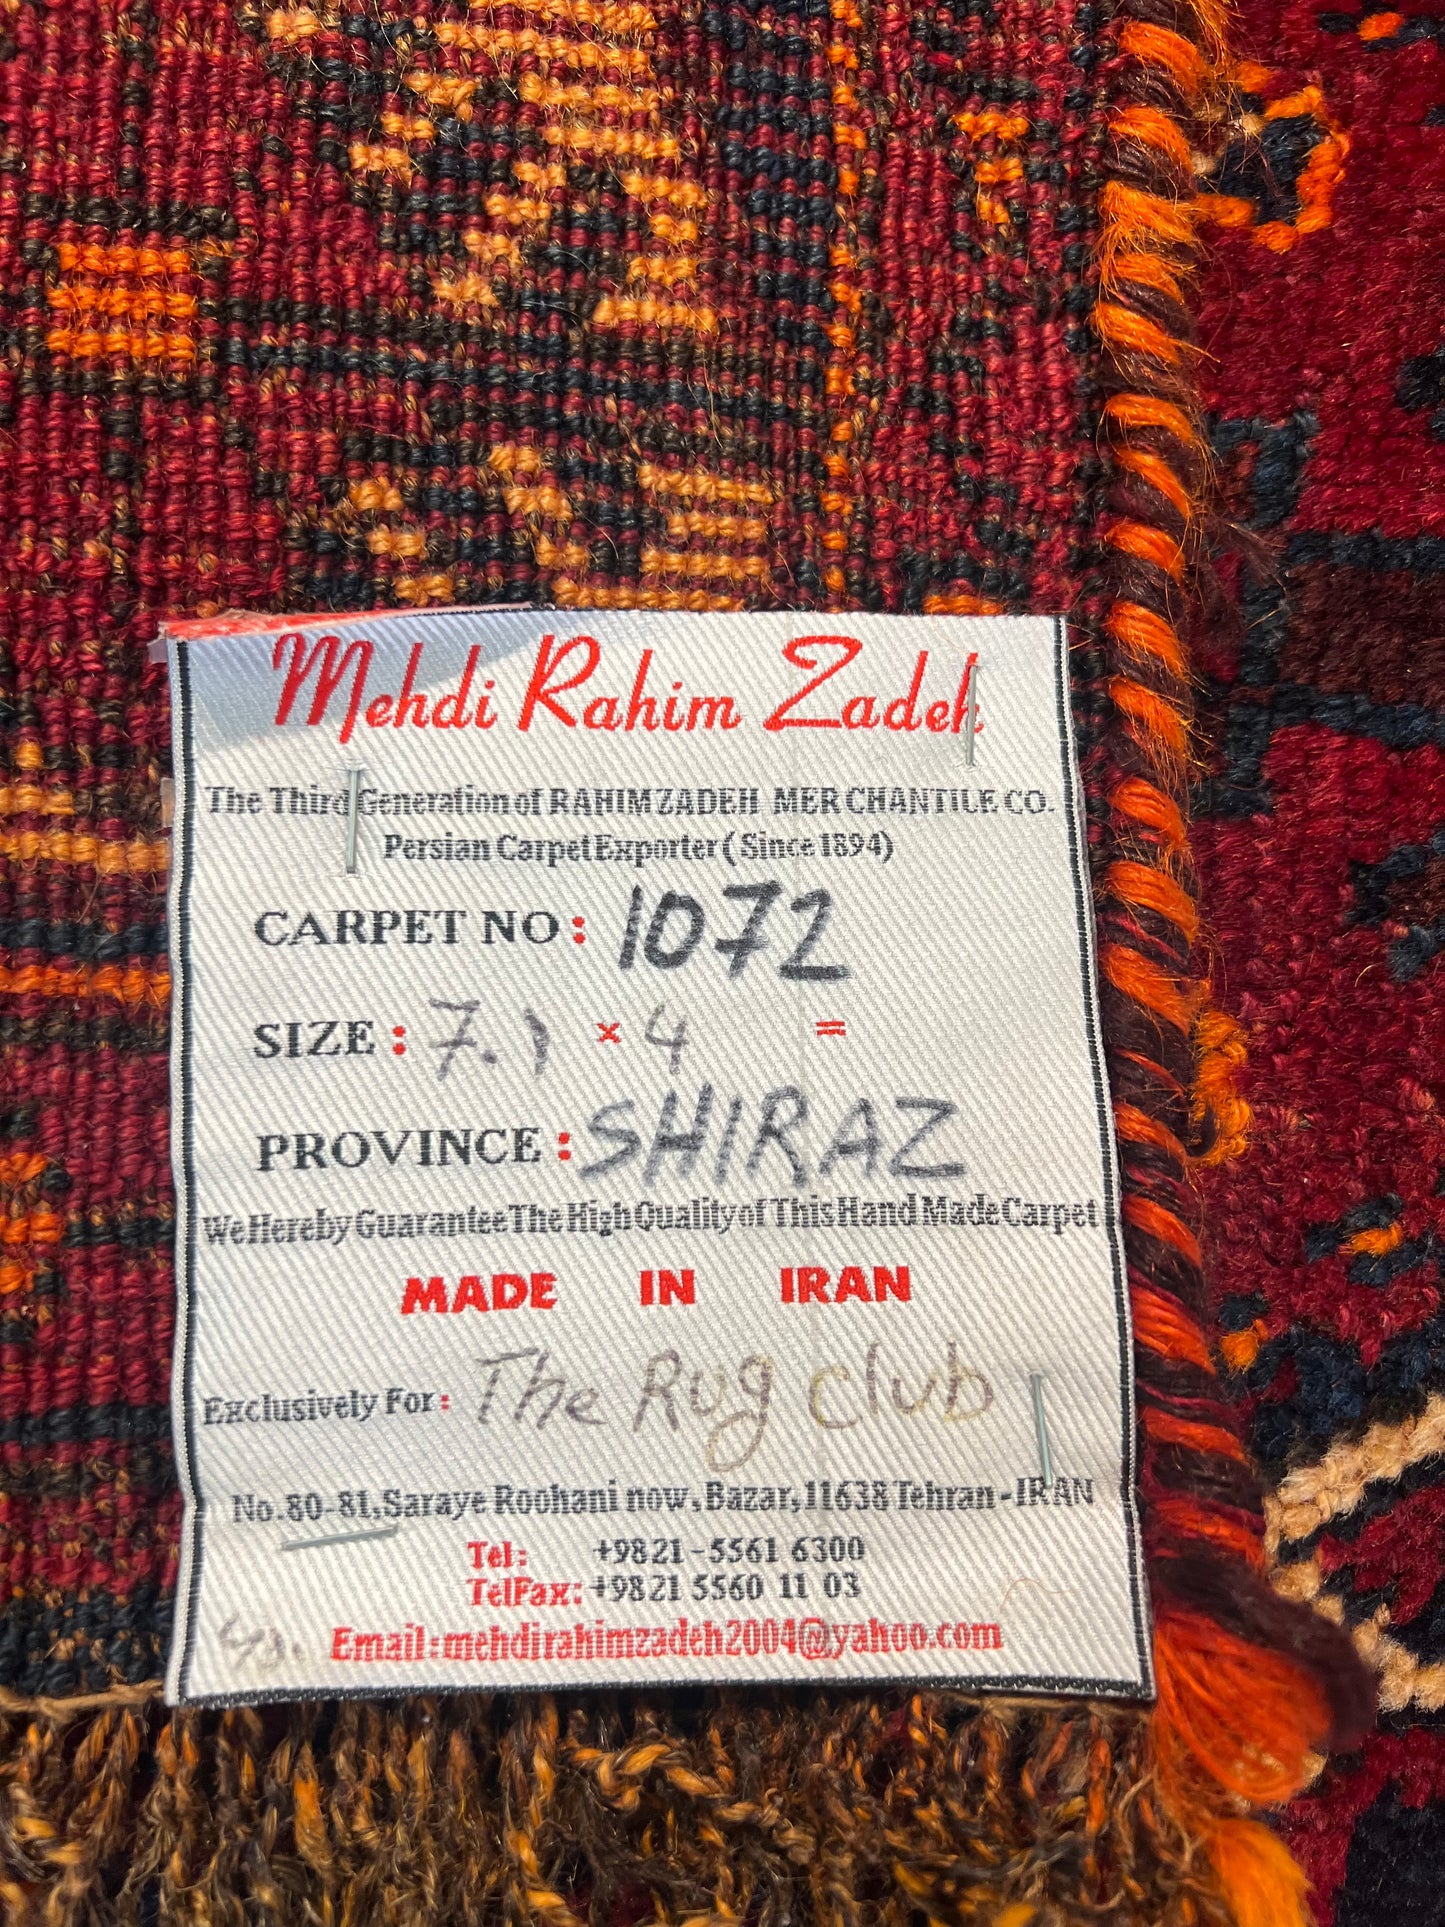 Mehdi Rahim Zadeh
The Third Generation of RAHIMZADEH MERCHANTILE CO.
Persian Carpet Exporter (Since 1894)
CARPET NO: 1072
SIZE: 7.1 × 4 =
PROVINCE: SHIRAZ
We Hereby Guarantee The High Quality of This Hand Made Carpet
MADE IN IRAN
Exclusively For: The Rug club
No.80-81,Saraye Roohani now,Bazar,11638 Tehran-IRAN
Tel: +9821-5561 6300
TelFax: +9821 5560 11 03
Email:mehdirahimzadeh2004@yahoo.com